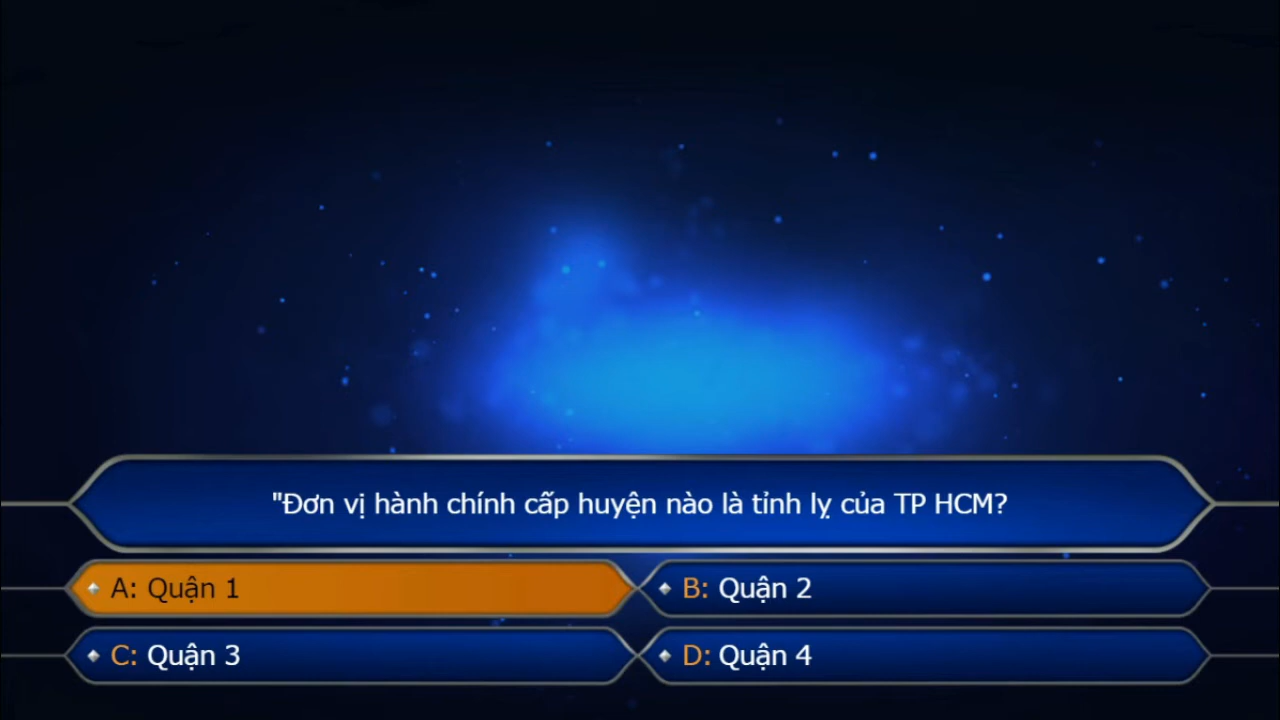 "Đơn vị hành chính cấp huyện nào là tỉnh lỵ của TP HCM?
A: Quận 1
B: Quận 2
C: Quận 3
D: Quận 4